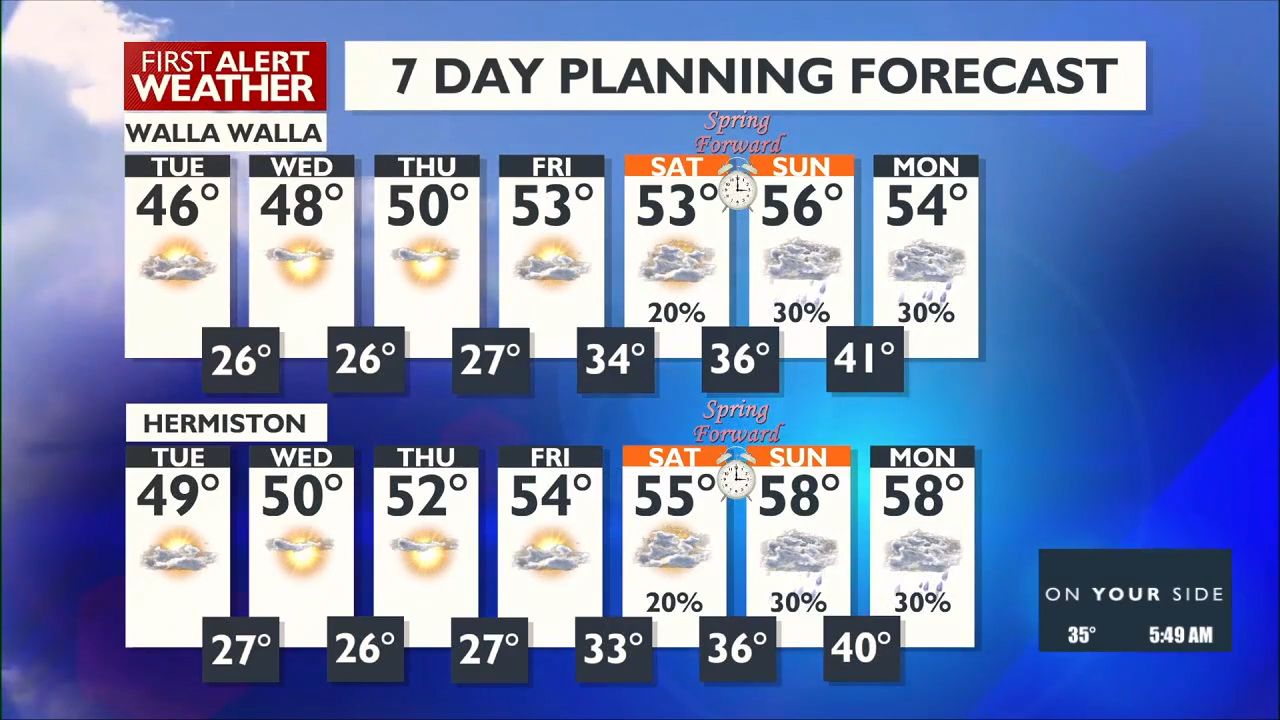 FIRST ALERT
WEATHER
7 DAY PLANNING FORECAST
WALLA WALLA
Spring
Forward
TUE WED THU FRI SAT SUN MON
46° 48° 50° 53° 53° 56° 54°
20% 30% 30%
26° 26° 27° 34° 36° 41°
HERMISTON
Spring
Forward
TUE WED THU FRI SAT SUN MON
49° 50° 52° 54° 55° 58° 58°
20% 30% 30%
27° 26° 27° 33° 36° 40°
ON YOUR SIDE
35° 5:49 AM